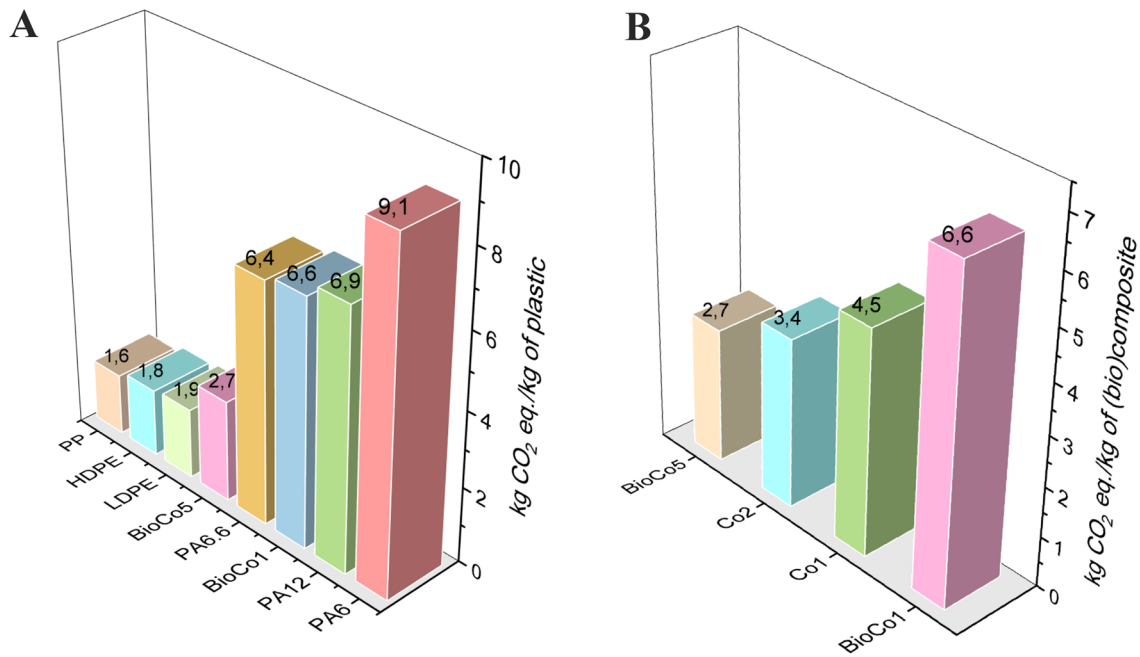 A
10
8
6
4
2
0
kg CO2 eq./kg of plastic
1,6
1,8
1,9
2,7
6,4
6,6
6,9
9,1
PP
HDPE
LDPE
BioCo5
PA6.6
BioCo1
PA12
PA6
B
7
6
5
4
3
2
1
0
kg CO2 eq./kg of (bio)composite
2,7
3,4
4,5
6,6
BioCo5
Co2
Co1
BioCo1